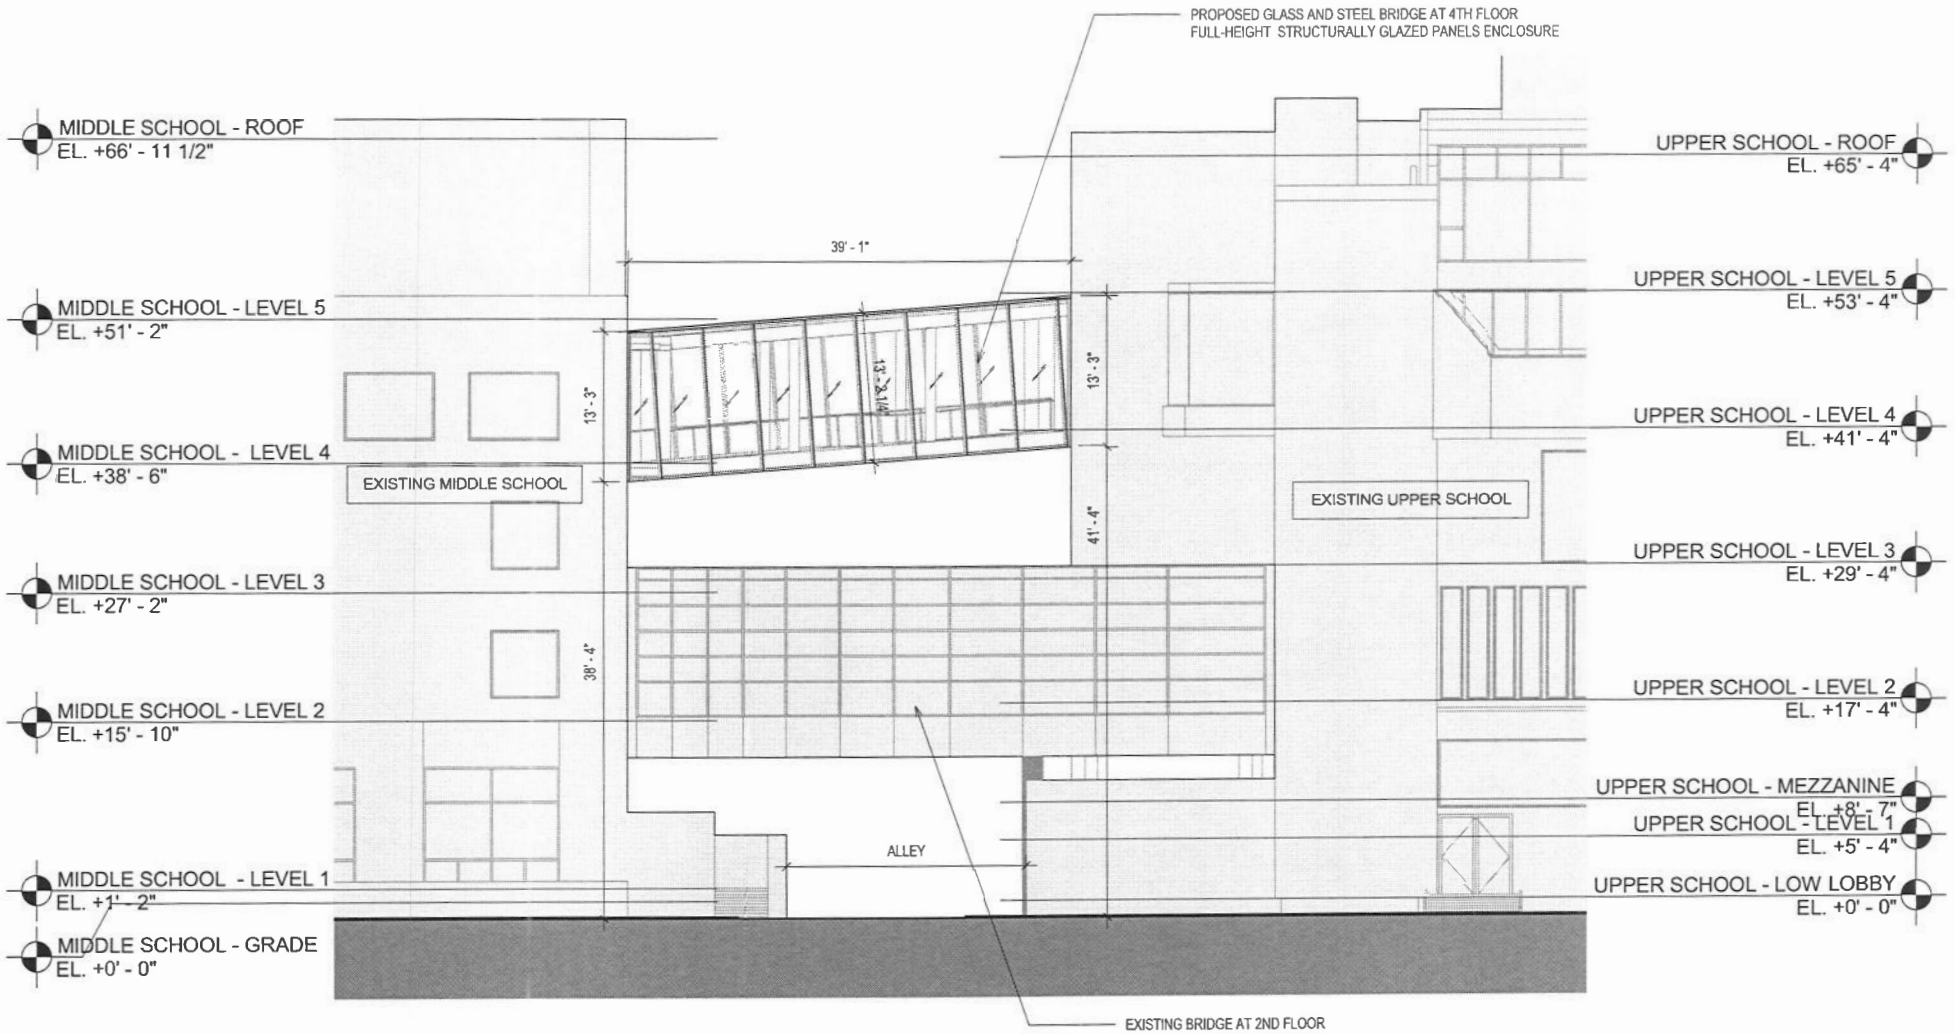 PROPOSED GLASS AND STEEL BRIDGE AT 4TH FLOOR
FULL-HEIGHT STRUCTURALLY GLAZED PANELS ENCLOSURE
MIDDLE SCHOOL - ROOF
EL. +66' - 11 1/2"
UPPER SCHOOL - ROOF
EL. +65' - 4"
39' - 1"
MIDDLE SCHOOL - LEVEL 5
EL. +51' - 2"
UPPER SCHOOL - LEVEL 5
EL. +53' - 4"
13' - 3"
13' - 2 1/4"
13' - 3"
MIDDLE SCHOOL - LEVEL 4
EL. +38' - 6"
UPPER SCHOOL - LEVEL 4
EL. +41' - 4"
EXISTING MIDDLE SCHOOL
EXISTING UPPER SCHOOL
41' - 4"
MIDDLE SCHOOL - LEVEL 3
EL. +27' - 2"
UPPER SCHOOL - LEVEL 3
EL. +29' - 4"
38' - 4"
MIDDLE SCHOOL - LEVEL 2
EL. +15' - 10"
UPPER SCHOOL - LEVEL 2
EL. +17' - 4"
UPPER SCHOOL - MEZZANINE
EL. +8' - 7"
UPPER SCHOOL - LEVEL 1
EL. +5' - 4"
ALLEY
MIDDLE SCHOOL - LEVEL 1
EL. +1' - 2"
UPPER SCHOOL - LOW LOBBY
EL. +0' - 0"
MIDDLE SCHOOL - GRADE
EL. +0' - 0"
EXISTING BRIDGE AT 2ND FLOOR